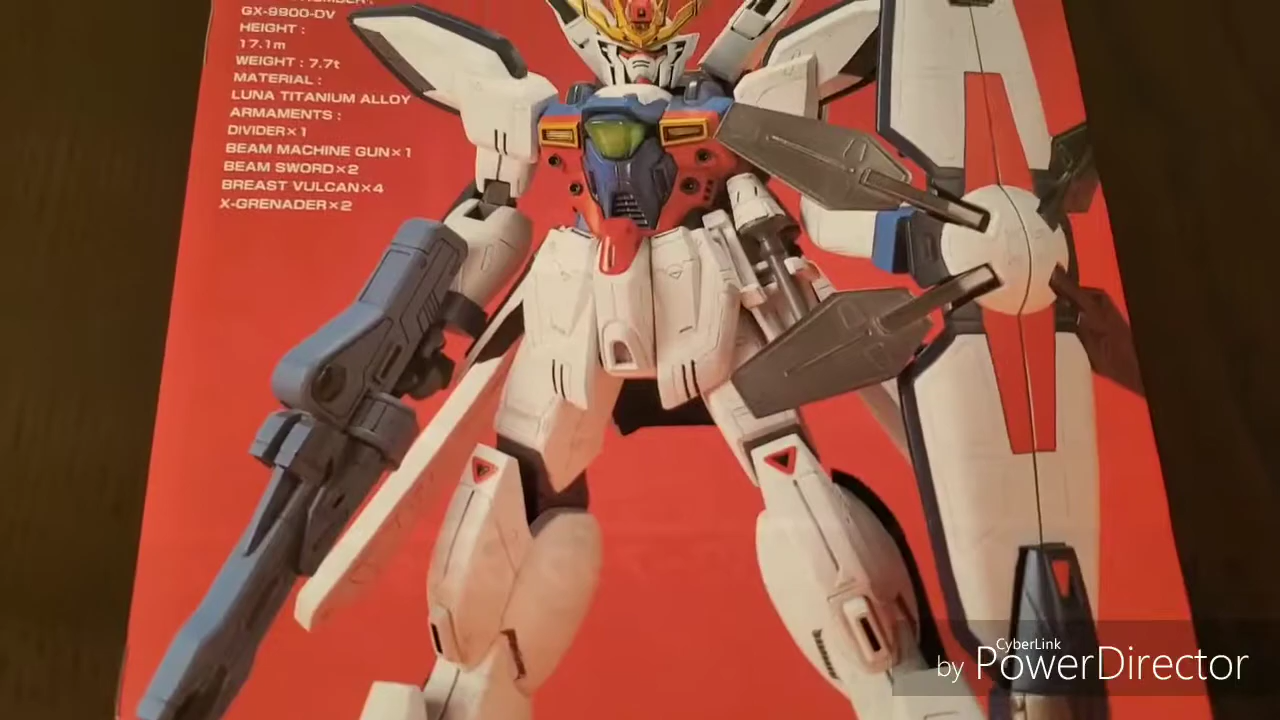 GX-9900-DV
HEIGHT :
17.1m
WEIGHT : 7.7t
MATERIAL :
LUNA TITANIUM ALLOY
ARMAMENTS :
DIVIDER×1
BEAM MACHINE GUN×1
BEAM SWORD×2
BREAST VULCAN×4
X-GRENADER×2
CyberLink
by PowerDirector